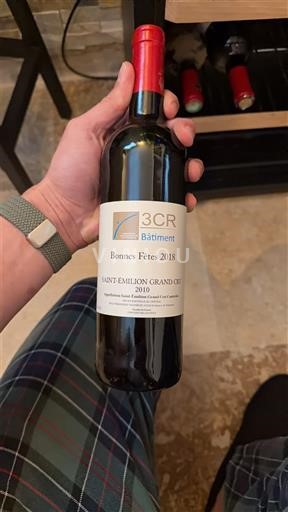 3CR
Bâtiment
Bonnes Fêtes 2018
SAINT-EMILION GRAND CRU
2010
Appellation Saint-Emilion Grand Cru Contrôlée